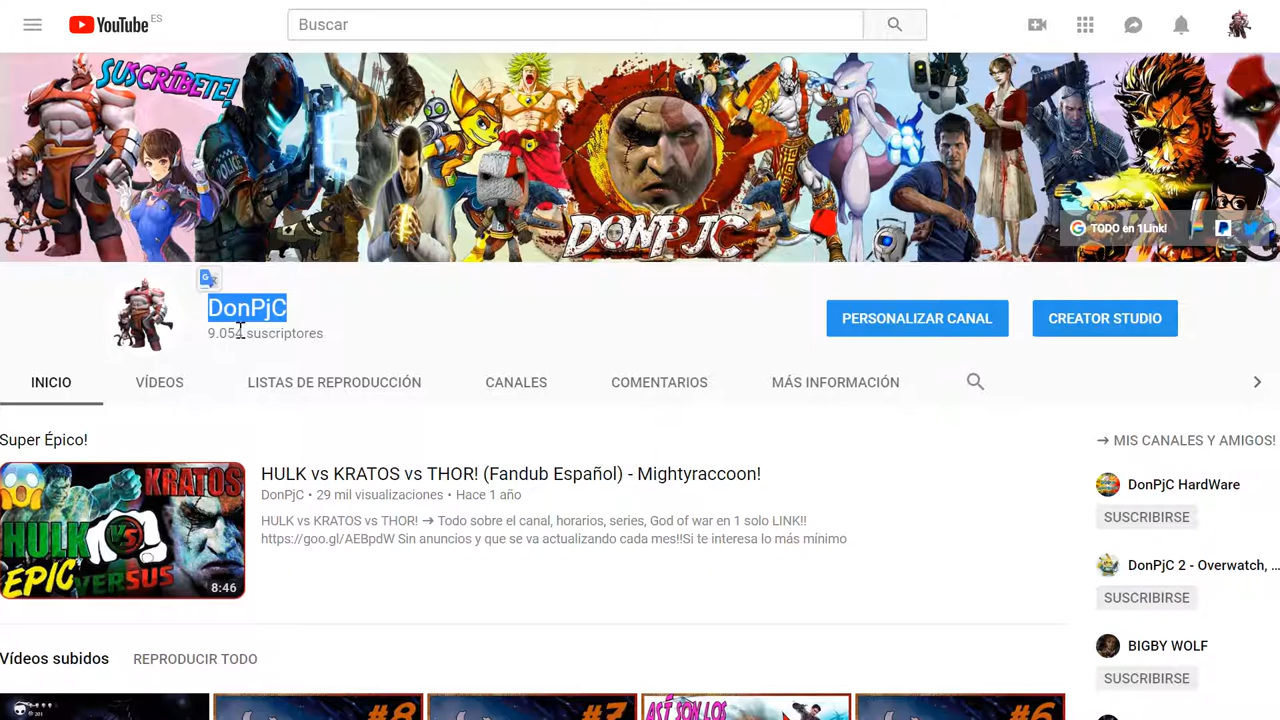 YouTube ES
Buscar
SUSCRÍBETE!
DONPJC
TODO en 1Link!
DonPjC
9.054 suscriptores
PERSONALIZAR CANAL
CREATOR STUDIO
INICIO
VÍDEOS
LISTAS DE REPRODUCCIÓN
CANALES
COMENTARIOS
MÁS INFORMACIÓN
Super Épico!
HULK vs KRATOS vs THOR! (Fandub Español) - Mightyraccoon!
DonPjC • 29 mil visualizaciones • Hace 1 año
HULK vs KRATOS vs THOR! → Todo sobre el canal, horarios, series, God of war en 1 solo LINK!!
https://goo.gl/AEBpdW Sin anuncios y que se va actualizando cada mes!!Si te interesa lo más mínimo
KRATOS
HULK
VS
EPIC VERSUS
8:46
→ MIS CANALES Y AMIGOS!
DonPjC HardWare
SUSCRIBIRSE
DonPjC 2 - Overwatch, ...
SUSCRIBIRSE
BIGBY WOLF
SUSCRIBIRSE
Vídeos subidos
REPRODUCIR TODO
#8
#7
ASÍ SON LOS
#6